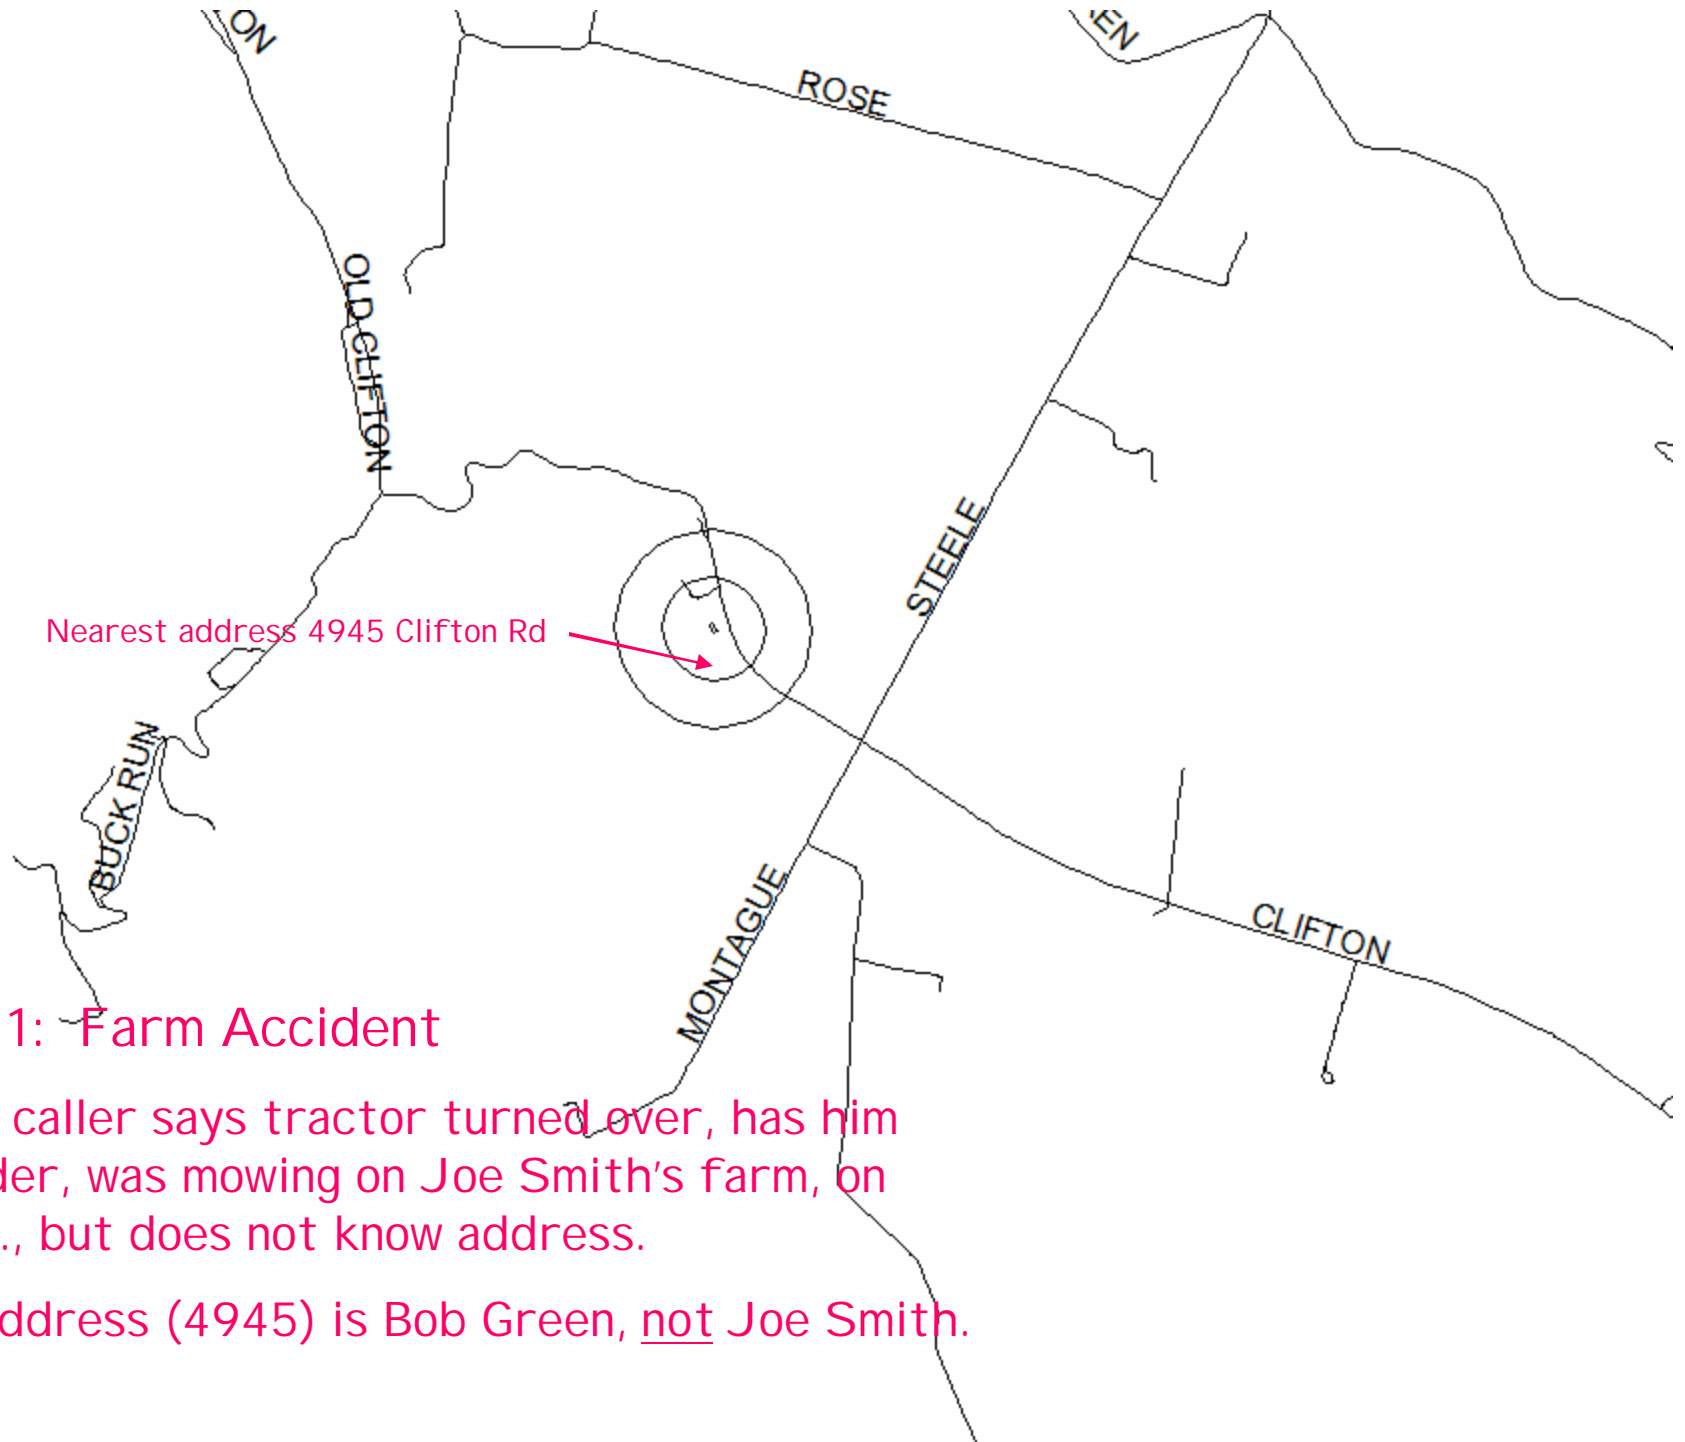 ON
EN
ROSE
OLD CLIFTON
STEELE
Nearest address 4945 Clifton Rd
BUCK RUN
MONTAGUE
CLIFTON
1: Farm Accident
caller says tractor turned over, has him
der, was mowing on Joe Smith's farm, on
., but does not know address.
ddress (4945) is Bob Green, not Joe Smith.